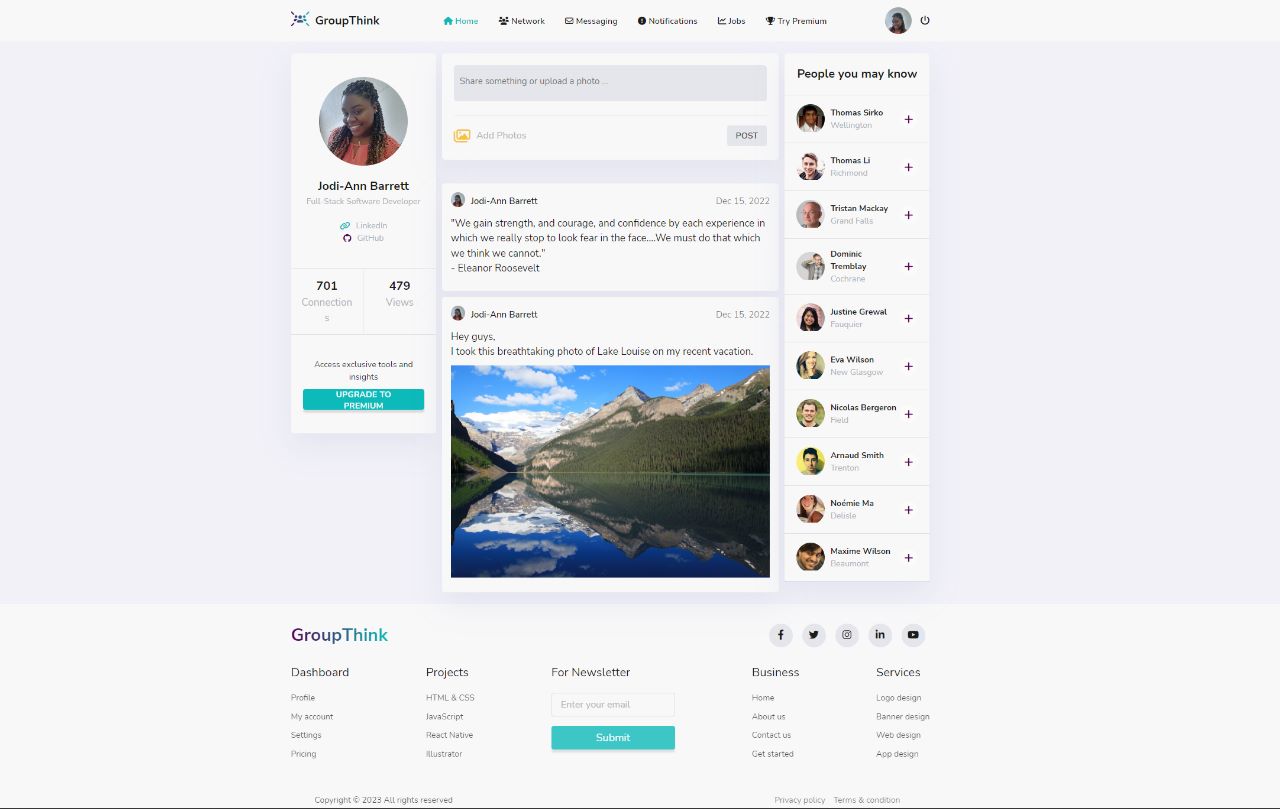 GroupThink
Home
Network
Messaging
Notifications
Jobs
Try Premium
Jodi-Ann Barrett
Full-Stack Software Developer
LinkedIn
GitHub
701
Connection
s
479
Views
Access exclusive tools and
insights
UPGRADE TO
PREMIUM
Share something or upload a photo ...
Add Photos
POST
Jodi-Ann Barrett
Dec 15, 2022
"We gain strength, and courage, and confidence by each experience in
which we really stop to look fear in the face....We must do that which
we think we cannot."
- Eleanor Roosevelt
Jodi-Ann Barrett
Dec 15, 2022
Hey guys,
I took this breathtaking photo of Lake Louise on my recent vacation.
People you may know
Thomas Sirko
Wellington
Thomas Li
Richmond
Tristan Mackay
Grand Falls
Dominic
Tremblay
Cochrane
Justine Grewal
Fauquier
Eva Wilson
New Glasgow
Nicolas Bergeron
Field
Arnaud Smith
Trenton
Noémie Ma
Delisle
Maxime Wilson
Beaumont
GroupThink
Dashboard
Profile
My account
Settings
Pricing
Projects
HTML & CSS
JavaScript
React Native
Illustrator
For Newsletter
Enter your email
Submit
Business
Home
About us
Contact us
Get started
Services
Logo design
Banner design
Web design
App design
Copyright © 2023 All rights reserved
Privacy policy
Terms & condition